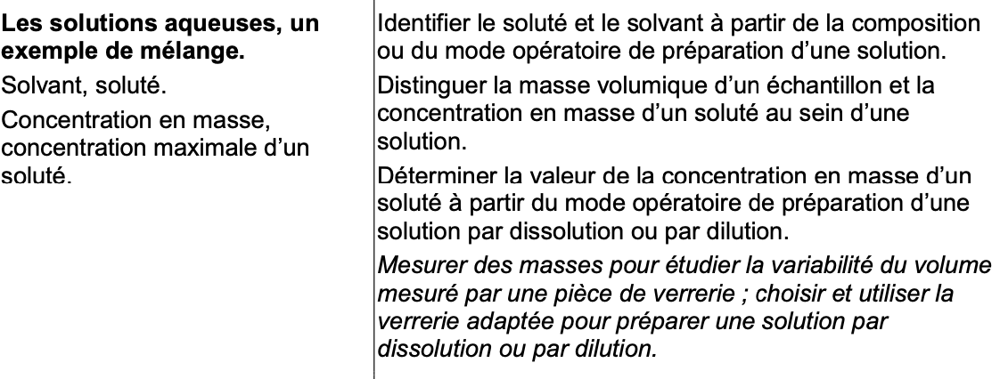 Les solutions aqueuses, un
exemple de mélange.
Solvant, soluté.
Concentration en masse,
concentration maximale d'un
soluté.
Identifier le soluté et le solvant à partir de la composition
ou du mode opératoire de préparation d'une solution.
Distinguer la masse volumique d'un échantillon et la
concentration en masse d'un soluté au sein d'une
solution.
Déterminer la valeur de la concentration en masse d'un
soluté à partir du mode opératoire de préparation d'une
solution par dissolution ou par dilution.
Mesurer des masses pour étudier la variabilité du volume
mesuré par une pièce de verrerie ; choisir et utiliser la
verrerie adaptée pour préparer une solution par
dissolution ou par dilution.